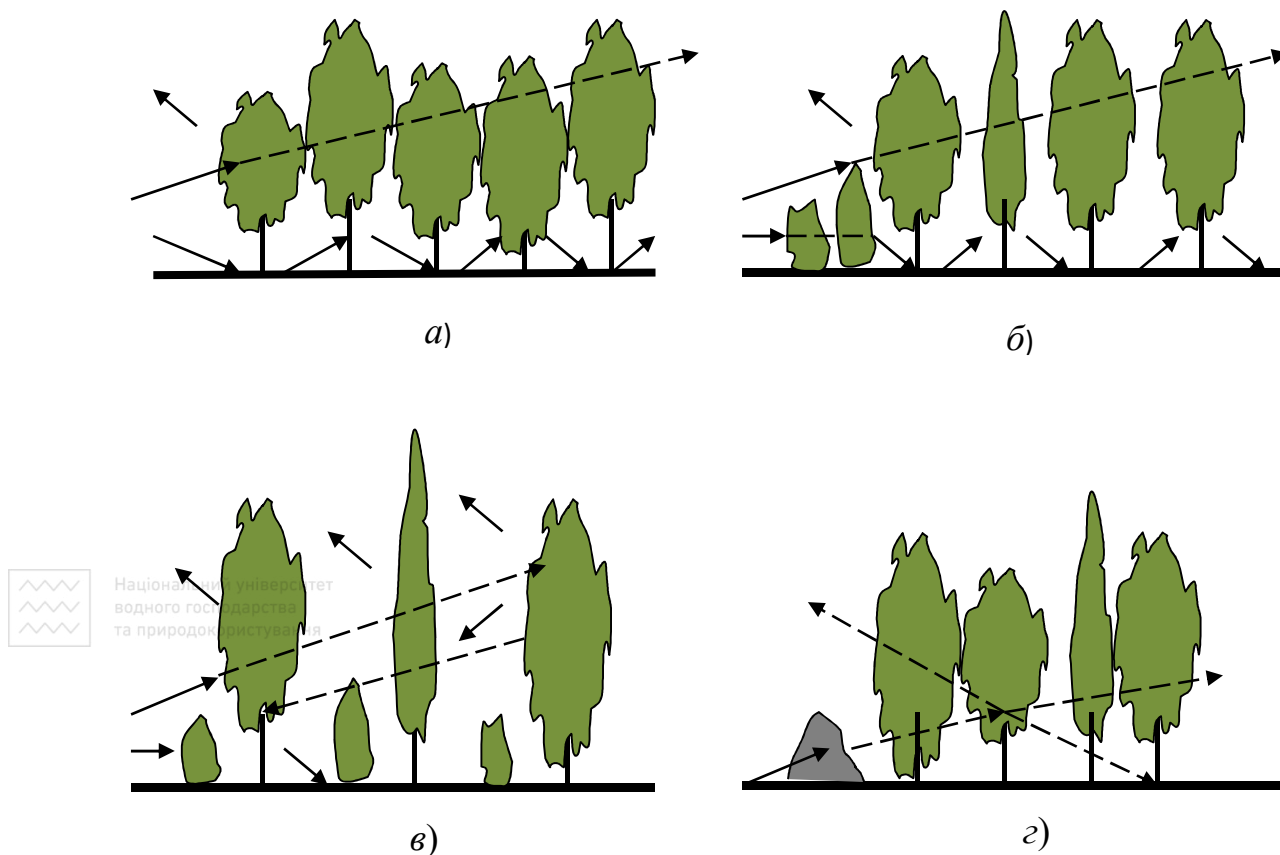 а)
б)
Національний університет
водного господарства
та природокористування
в)
г)